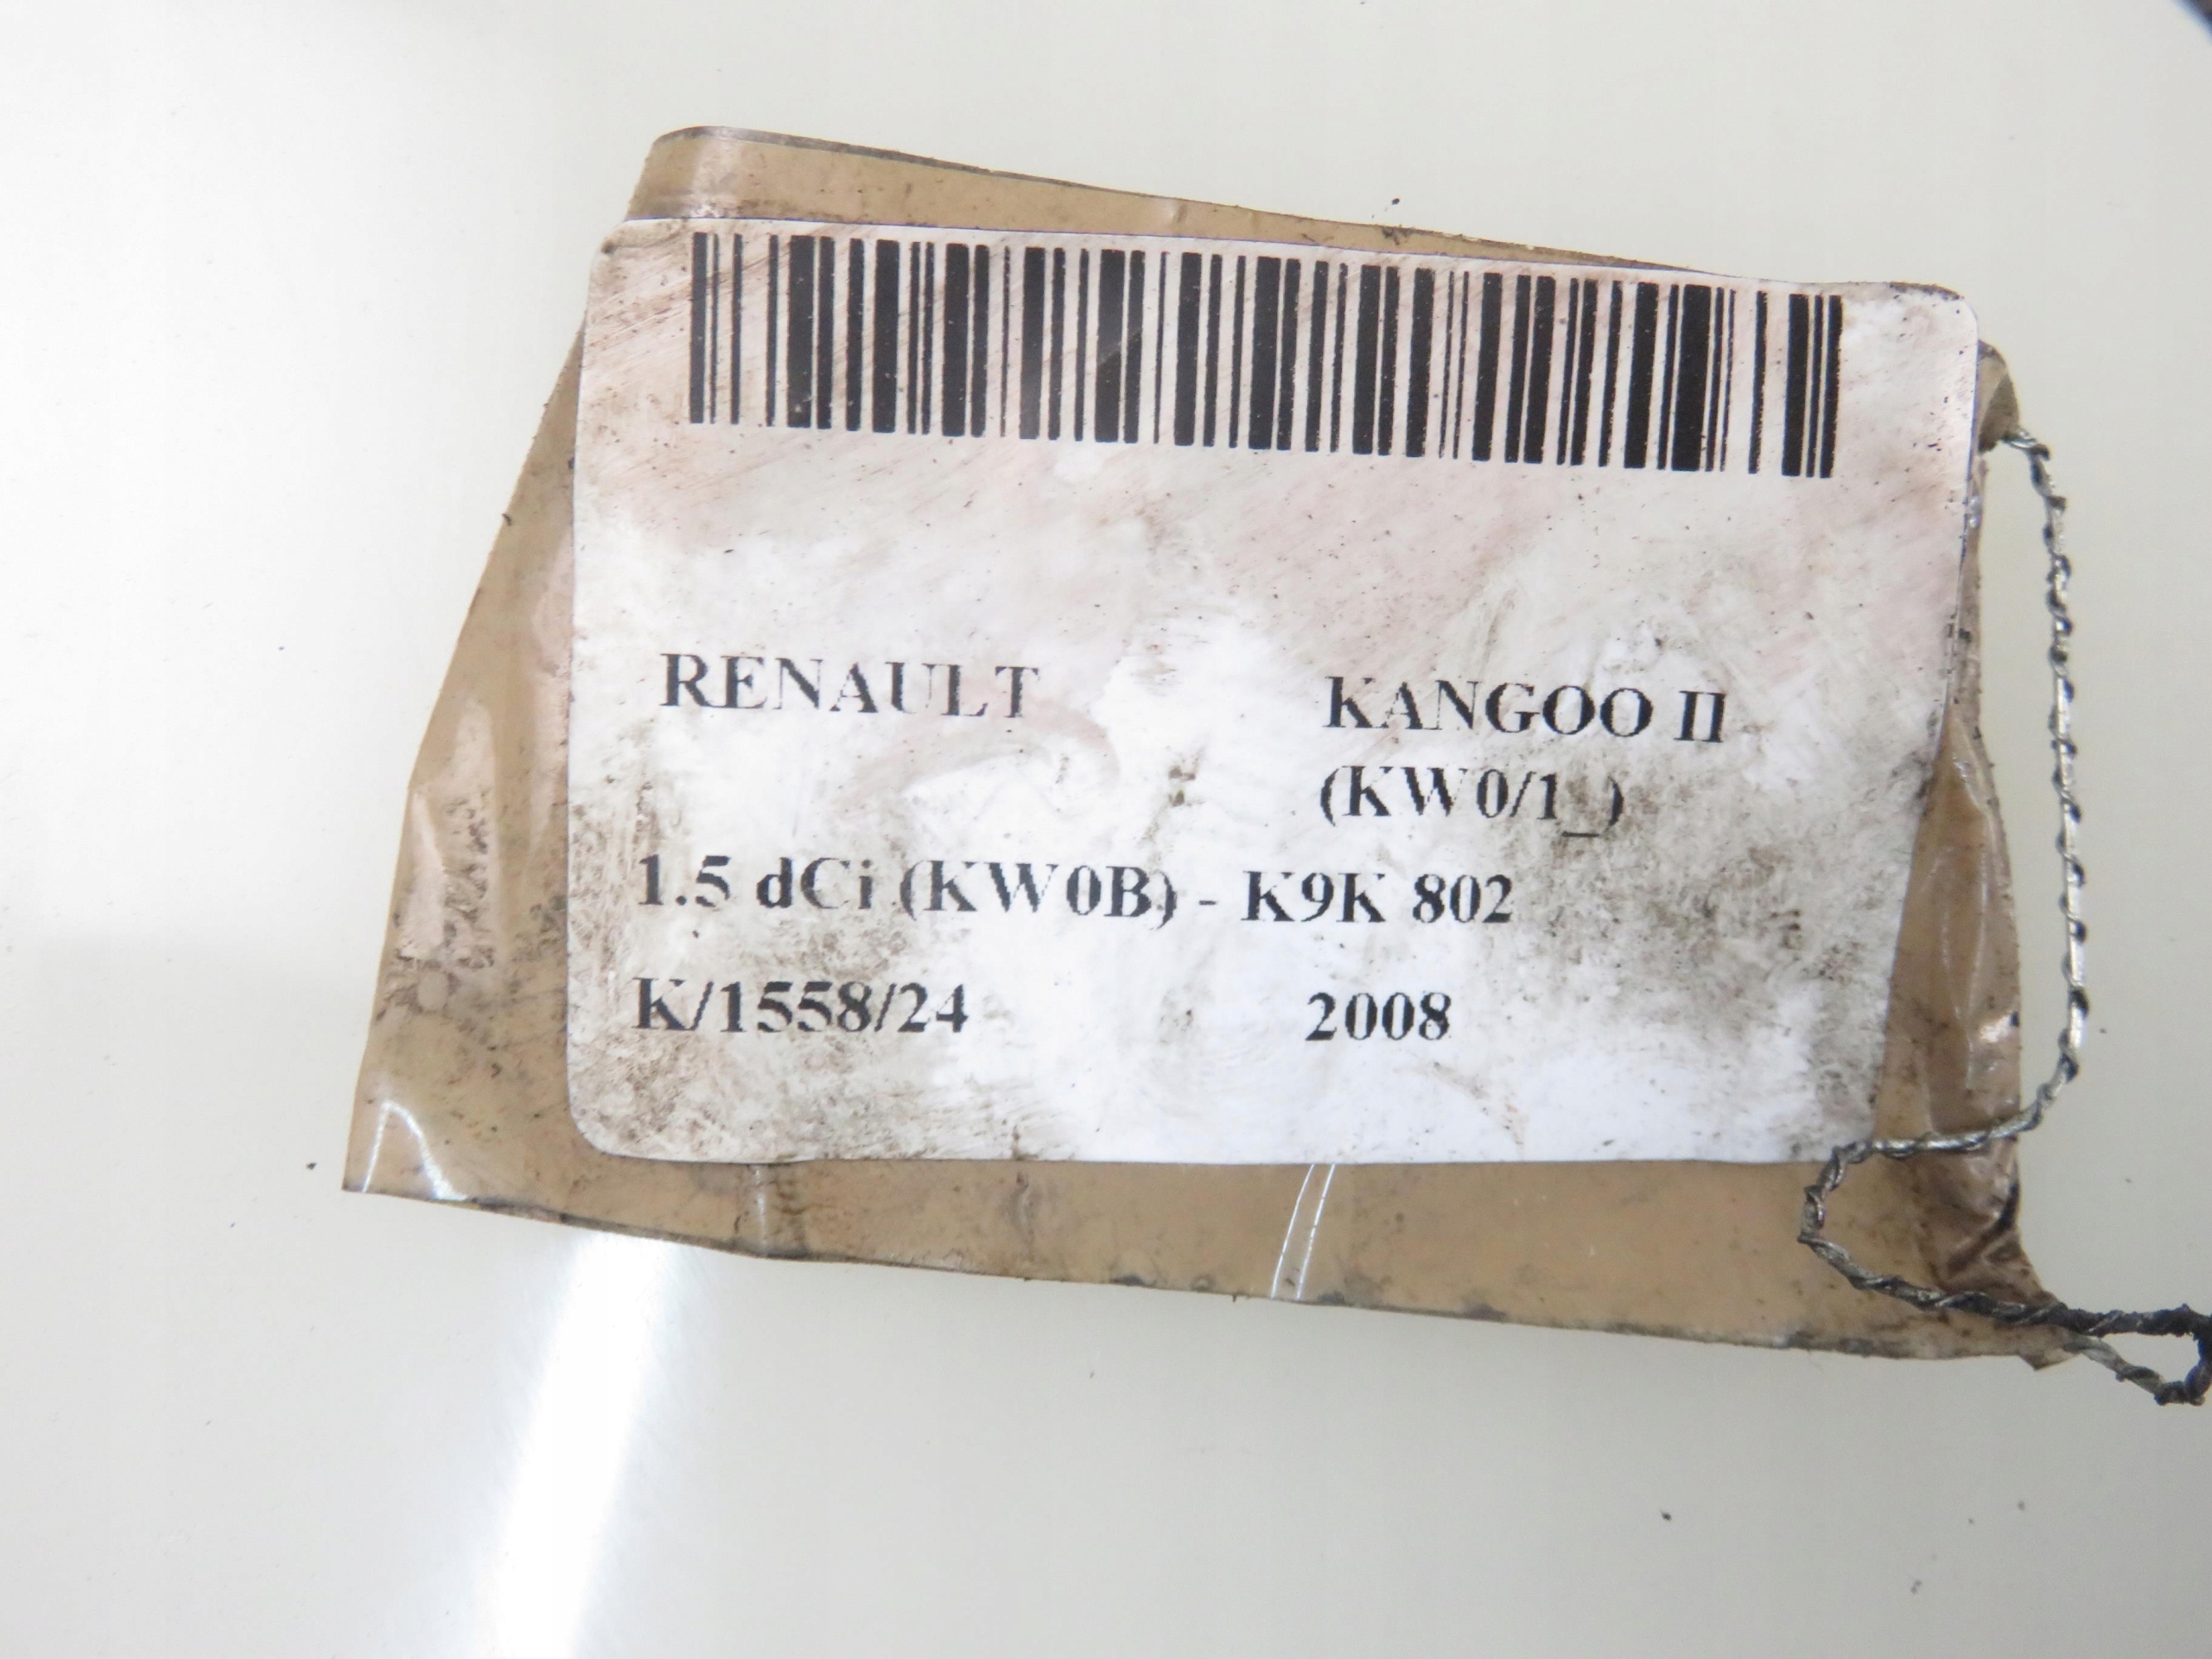 RENAULT KANGOO II
(KW0/1_)
1.5 dCi (KW0B) - K9K 802
K/1558/24 2008